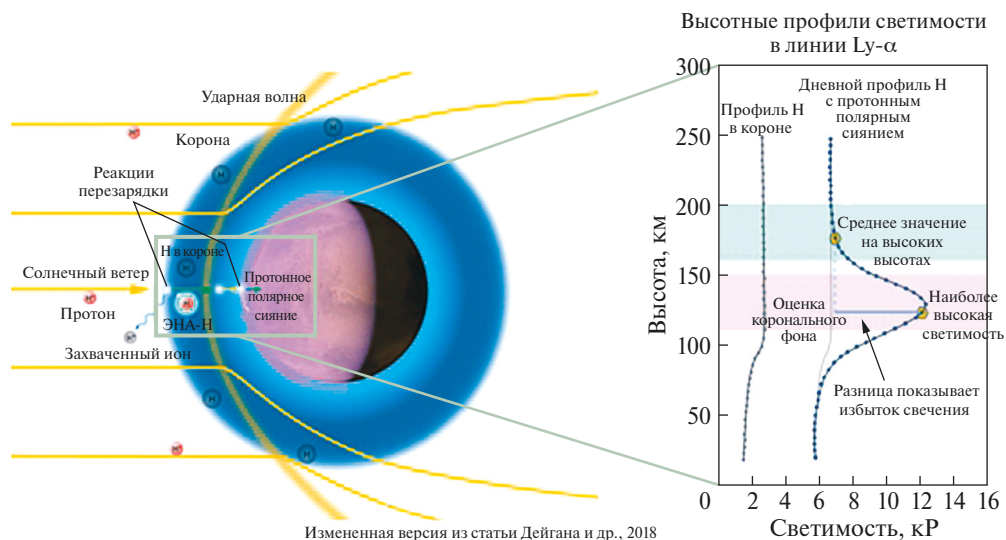 Ударная волна
Корона
Реакции
перезарядки
H
H
H
H
H
H в короне
Солнечный ветер
Протонное
полярное
сияние
Протон
ЭНА-H
Захваченный ион
Измененная версия из статьи Дейгана и др., 2018
Высотные профили светимости
в линии Ly-α
300
250
200
150
100
50
0
2
4
6
8
10
12
14
16
Высота, км
Светимость, кР
Профиль H
в короне
Дневной профиль H
с протонным
полярным
сиянием
Среднее значение
на высоких
высотах
Оценка
коронального
фона
Наиболее
высокая
светимость
Разница показывает
избыток свечения